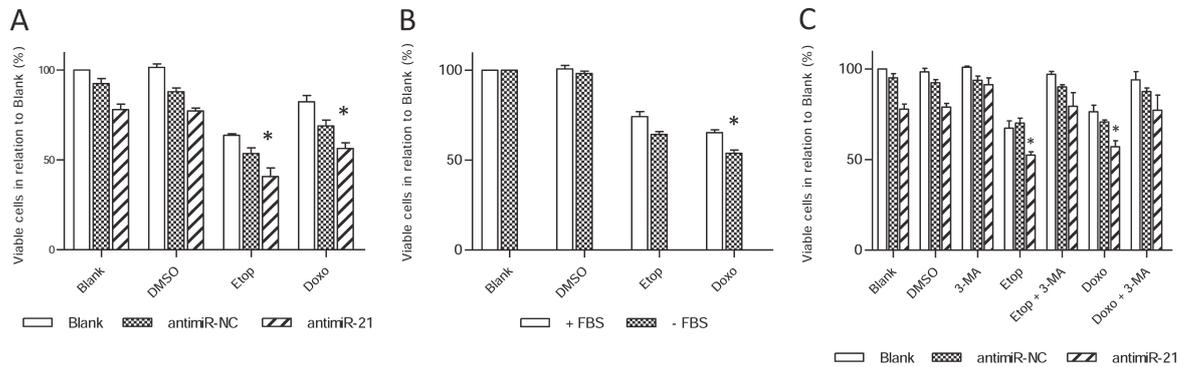 A
Viable cells in relation to Blank (%)
100
50
0
*
*
Blank
DMSO
Etop
Doxo
Blank
antimiR-NC
antimiR-21
B
Viable cells in relation to Blank (%)
100
50
0
*
Blank
DMSO
Etop
Doxo
+ FBS
- FBS
C
Viable cells in relation to Blank (%)
100
50
0
*
*
Blank
DMSO
3-MA
Etop
Etop + 3-MA
Doxo
Doxo + 3-MA
Blank
antimiR-NC
antimiR-21